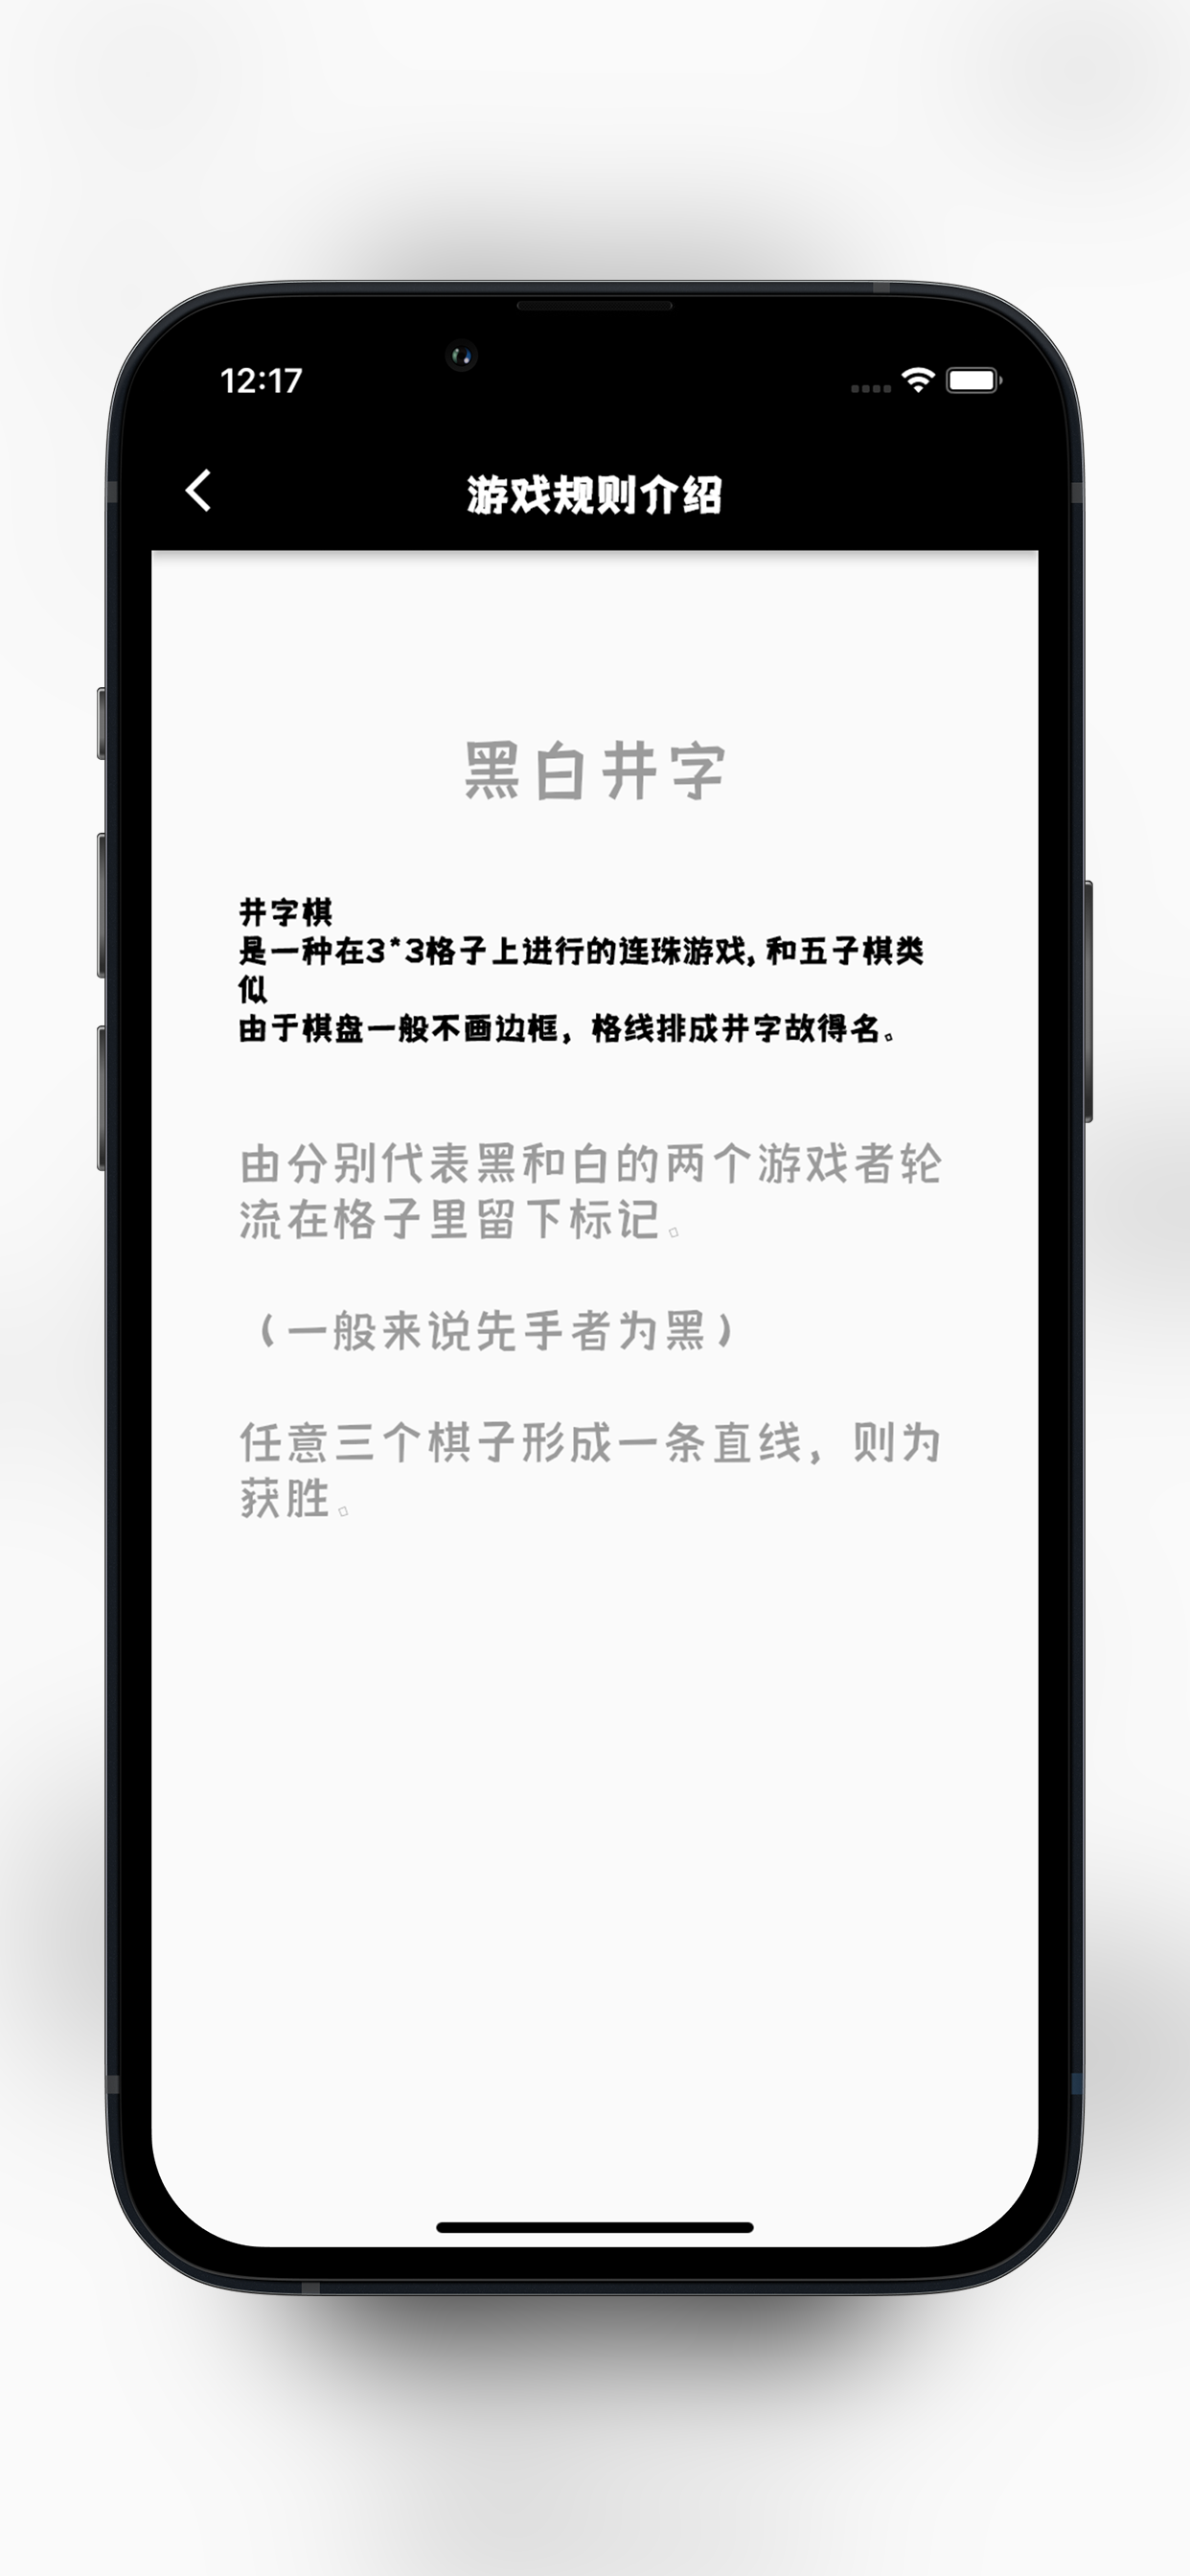 12:17
游戏规则介绍
黑白井字
井字棋
是一种在3*3格子上进行的连珠游戏, 和五子棋类
似
由于棋盘一般不画边框，格线排成井字故得名。
由分别代表黑和白的两个游戏者轮
流在格子里留下标记。
（一般来说先手者为黑）
任意三个棋子形成一条直线，则为
获胜。